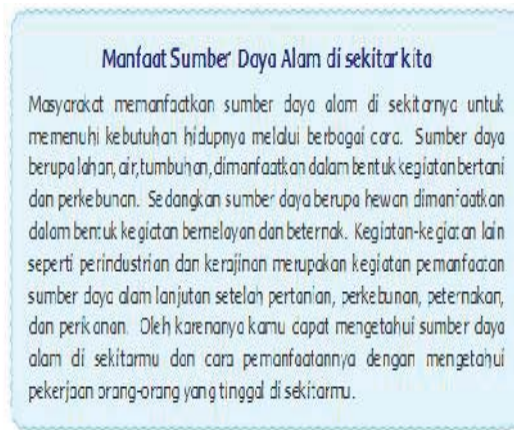 Manfaat Sumber Daya Alam di sekitar kita
Masyarakat memanfaatkan sumber daya alam di sekitarnya untuk
memenuhi kebutuhan hidupnya melalui berbagai cara. Sumber daya
berupa lahan, air, tumbuhan, dimanfaatkan dalam bentuk kegiatan bertani
dan perkebunan. Sedangkan sumber daya berupa hewan dimanfaatkan
dalam bentuk kegiatan bernelayan dan beternak. Kegiatan-kegiatan lain
seperti perindustrian dan kerajinan merupakan kegiatan pemanfaatan
sumber daya alam lanjutan setelah pertanian, perkebunan, peternakan,
dan perikanan. Oleh karenanya kamu dapat mengetahui sumber daya
alam di sekitarmu dan cara pemanfaatannya dengan mengetahui
pekerjaan orang-orang yang tinggal di sekitarmu.